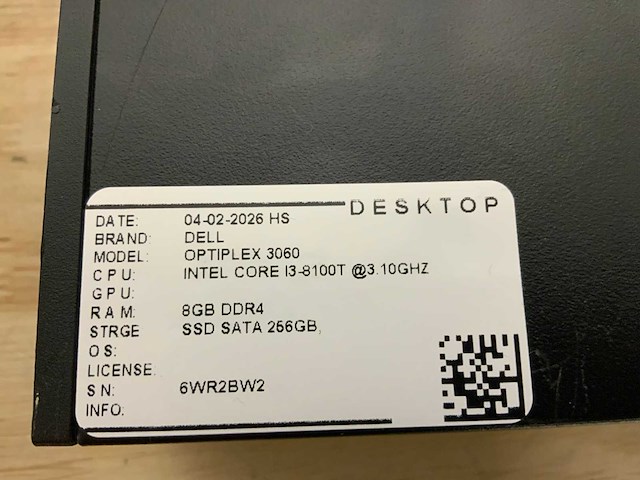 DESKTOP
DATE: 04-02-2026 HS
BRAND: DELL
MODEL: OPTIPLEX 3060
CPU: INTEL CORE I3-8100T @3.10GHZ
GPU:
RAM: 8GB DDR4
STRGE SSD SATA 256GB,
OS:
LICENSE:
SN: 6WR2BW2
INFO: